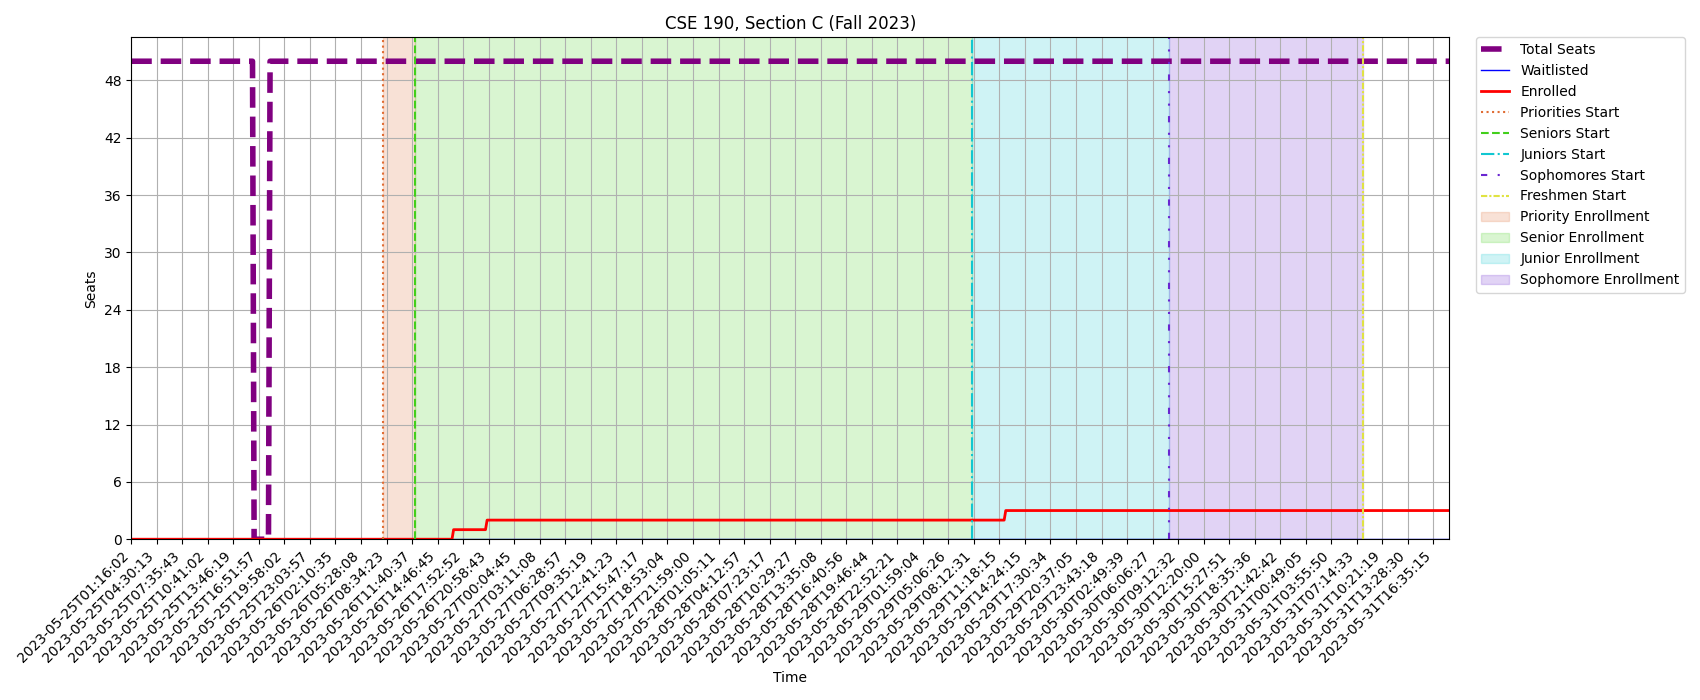 CSE 190, Section C (Fall 2023)
Seats
48
42
36
30
24
18
12
6
0
2023-05-25T01:16:02
2023-05-25T04:30:13
2023-05-25T07:35:43
2023-05-25T10:41:02
2023-05-25T13:46:19
2023-05-25T16:51:57
2023-05-25T19:58:02
2023-05-25T23:03:57
2023-05-26T02:10:35
2023-05-26T05:28:08
2023-05-26T08:34:23
2023-05-26T11:40:37
2023-05-26T14:46:45
2023-05-26T17:52:52
2023-05-26T20:58:43
2023-05-27T00:04:45
2023-05-27T03:11:08
2023-05-27T06:28:57
2023-05-27T09:35:19
2023-05-27T12:41:23
2023-05-27T15:47:17
2023-05-27T18:53:04
2023-05-27T21:59:00
2023-05-28T01:05:11
2023-05-28T04:12:57
2023-05-28T07:23:17
2023-05-28T10:29:27
2023-05-28T13:35:08
2023-05-28T16:40:56
2023-05-28T19:46:44
2023-05-28T22:52:21
2023-05-29T01:59:04
2023-05-29T05:06:26
2023-05-29T08:12:31
2023-05-29T11:18:15
2023-05-29T14:24:15
2023-05-29T17:30:34
2023-05-29T20:37:05
2023-05-29T23:43:18
2023-05-30T02:49:39
2023-05-30T06:06:27
2023-05-30T09:12:32
2023-05-30T12:20:00
2023-05-30T15:27:51
2023-05-30T18:35:36
2023-05-30T21:42:42
2023-05-31T00:49:05
2023-05-31T03:55:50
2023-05-31T07:14:33
2023-05-31T10:21:19
2023-05-31T13:28:30
2023-05-31T16:35:15
Time
Total Seats
Waitlisted
Enrolled
Priorities Start
Seniors Start
Juniors Start
Sophomores Start
Freshmen Start
Priority Enrollment
Senior Enrollment
Junior Enrollment
Sophomore Enrollment